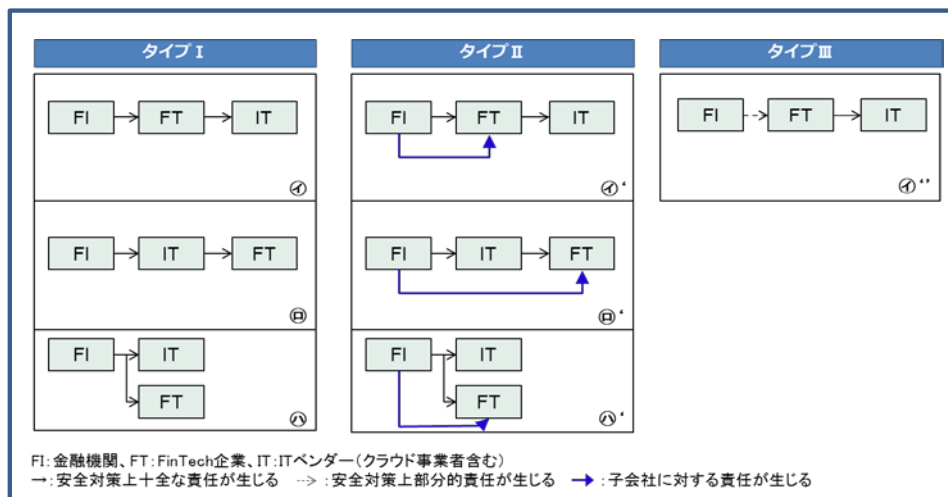 タイプⅠ
タイプⅡ
タイプⅢ
FI FT IT
㋑
FI FT IT
㋑'
FI FT IT
㋑''
FI IT FT
㋺
FI IT FT
㋺'
FI IT
FT
㋩
FI IT
FT
㋩'
FI:金融機関、FT:FinTech企業、IT:ITベンダー(クラウド事業者含む)
→:安全対策上十全な責任が生じる -->:安全対策上部分的責任が生じる →:子会社に対する責任が生じる